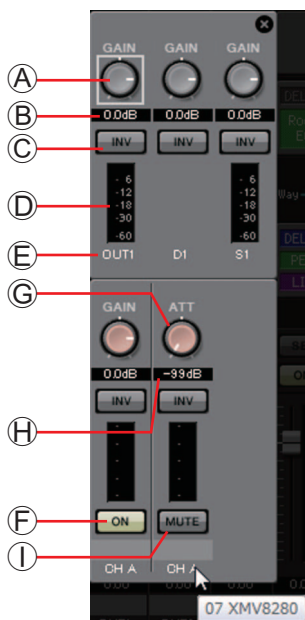 GAIN GAIN GAIN
A
B 0.0dB 0.0dB 0.0dB
C INV INV INV
- 6 - 6
-12 -12
D -18 -18
-30 -30
-60 -60
E OUT1 D1 S1
G GAIN ATT
0.0dB -99dB
INV INV
H
F ON MUTE
I
CH A CH A
07 XMV8280